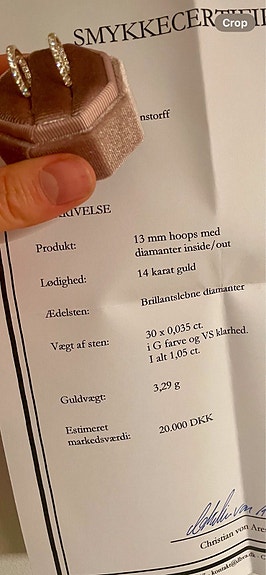 Crop
SMYKKECERTIFI
nstorff
RIVELSE
Produkt:
13 mm hoops med
diamanter inside/out
Lødighed:
14 karat guld
Ædelsten:
Brillantslebne diamanter
Vægt af sten:
30 x 0,035 ct.
i G farve og VS klarhed.
I alt 1,05 ct.
Guldvægt:
3,29 g
Estimeret
markedsværdi:
20.000 DKK
Christian von Are